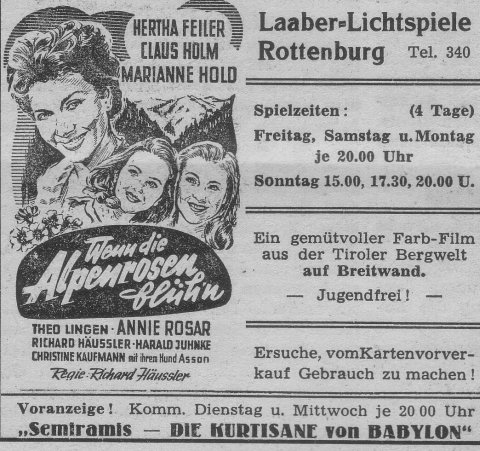 HERTHA FEILER
CLAUS HOLM
MARIANNE HOLD
Wenn die
Alpenrosen
blüh'n
THEO LINGEN · ANNIE ROSAR
RICHARD HÄUSSLER · HARALD JUHNKE
CHRISTINE KAUFMANN mit ihrem Hund Asson
Regie · Richard Häussler
Laaber-Lichtspiele
Rottenburg Tel. 340
Spielzeiten: (4 Tage)
Freitag, Samstag u. Montag
je 20.00 Uhr
Sonntag 15.00, 17.30, 20.00 U.
Ein gemütvoller Farb-Film
aus der Tiroler Bergwelt
auf Breitwand.
— Jugendfrei! —
Ersuche, vom Kartenvorver-
kauf Gebrauch zu machen!
Voranzeige! Komm. Dienstag u. Mittwoch je 20 00 Uhr
„Semiramis — DIE KURTISANE von BABYLON“